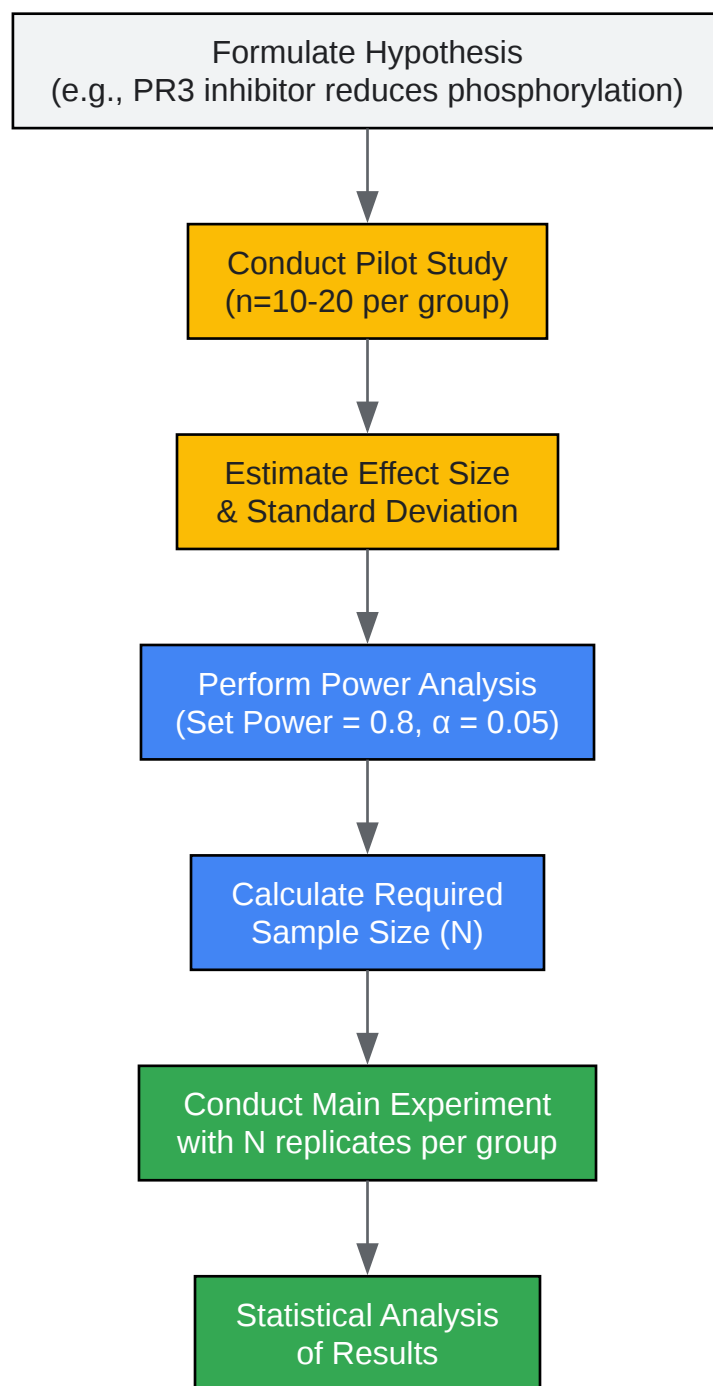 Formulate Hypothesis
(e.g., PR3 inhibitor reduces phosphorylation)
Conduct Pilot Study
(n=10-20 per group)
Estimate Effect Size
& Standard Deviation
Perform Power Analysis
(Set Power = 0.8, α = 0.05)
Calculate Required
Sample Size (N)
Conduct Main Experiment
with N replicates per group
Statistical Analysis
of Results